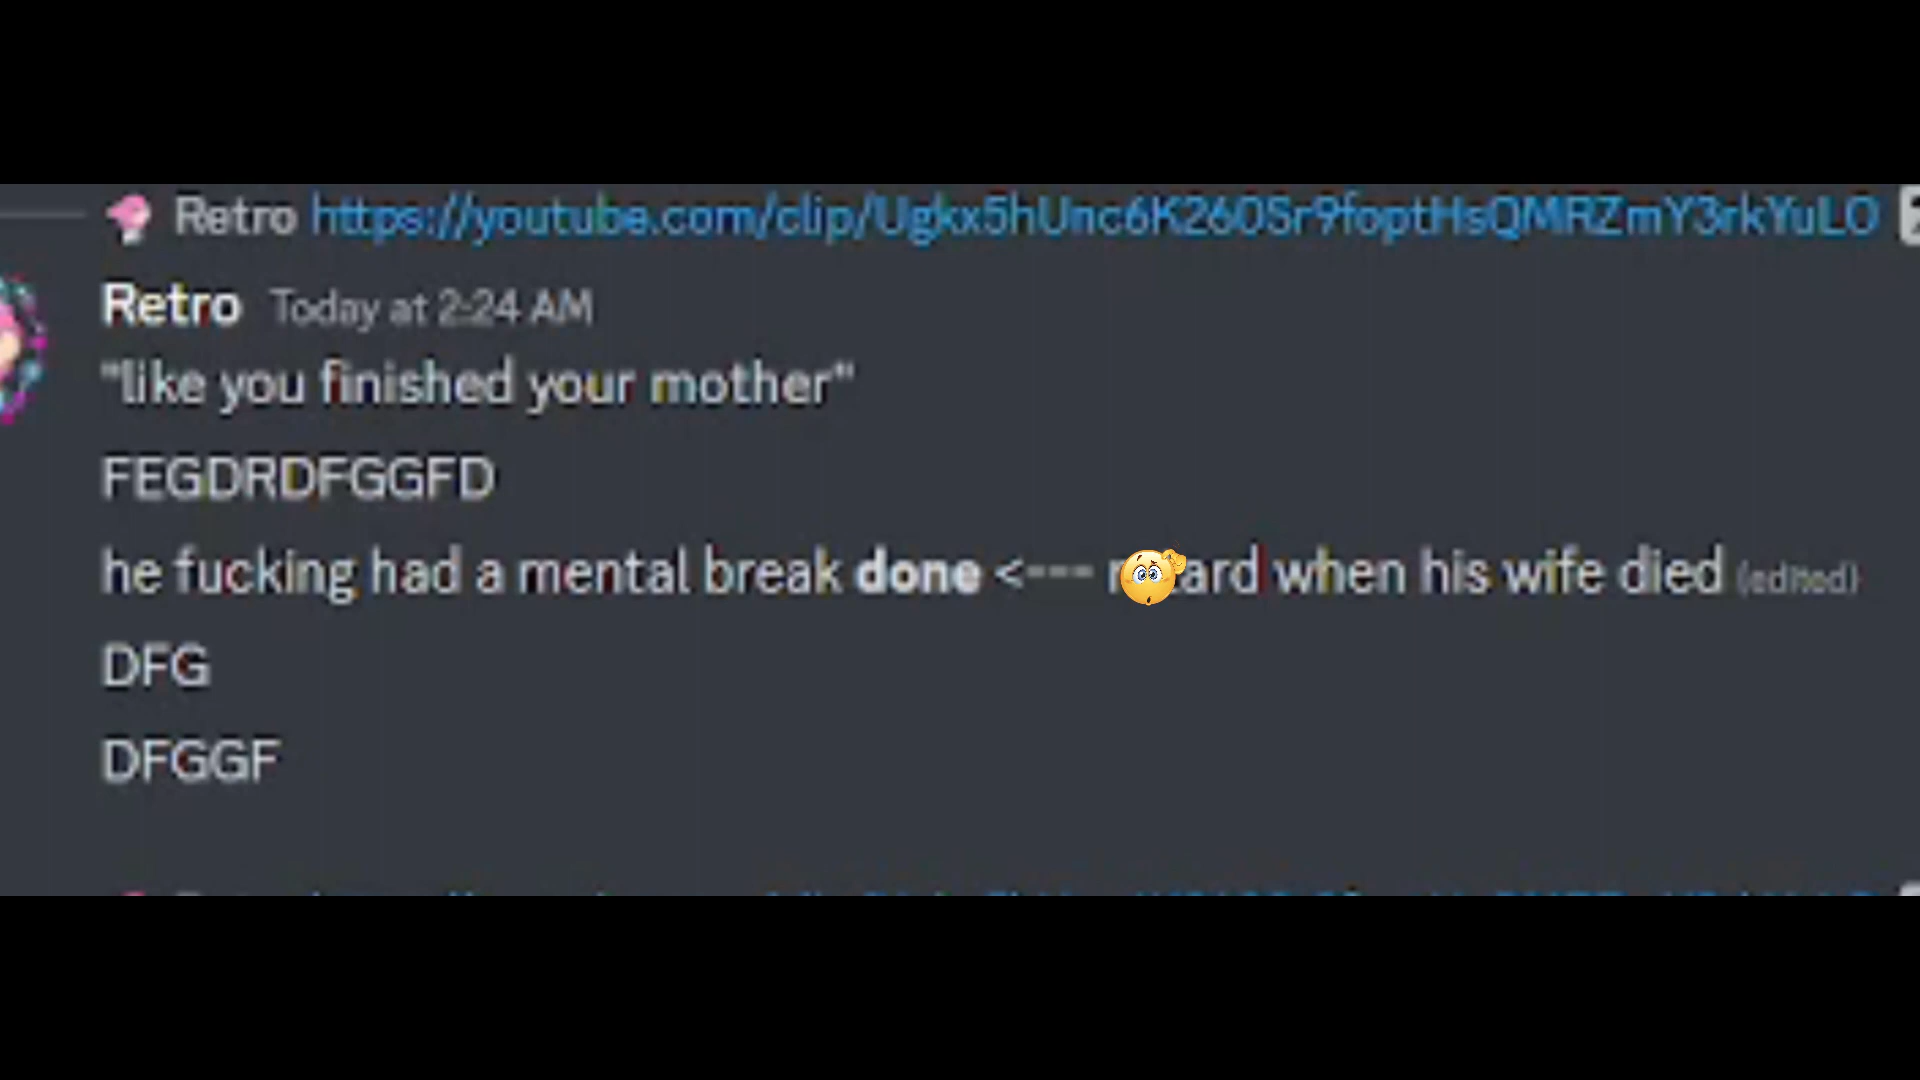 Retro https://youtube.com/clip/Ugkx5hUnc6K260Sr9foptHsQMRZmY3rkYuLO
Retro Today at 2:24 AM
"like you finished your mother"
FEGDRDFGGFD
he fucking had a mental break done <--- when his wife died (edited)
DFG
DFGGF